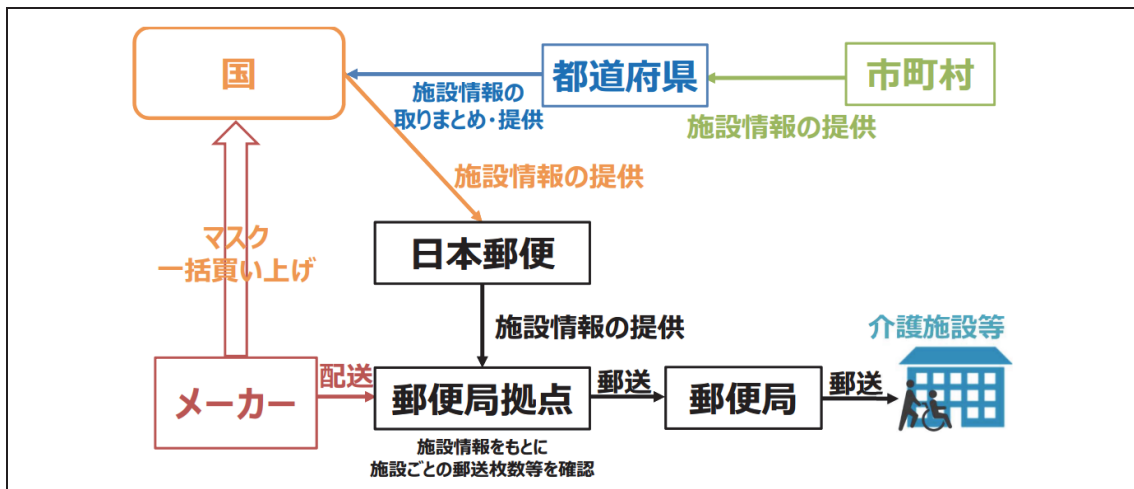 国
都道府県
市町村
施設情報の
取りまとめ・提供
施設情報の提供
施設情報の提供
マスク
一括買い上げ
日本郵便
施設情報の提供
介護施設等
メーカー
配送
郵便局拠点
郵送
郵便局
郵送
施設情報をもとに
施設ごとの郵送枚数等を確認